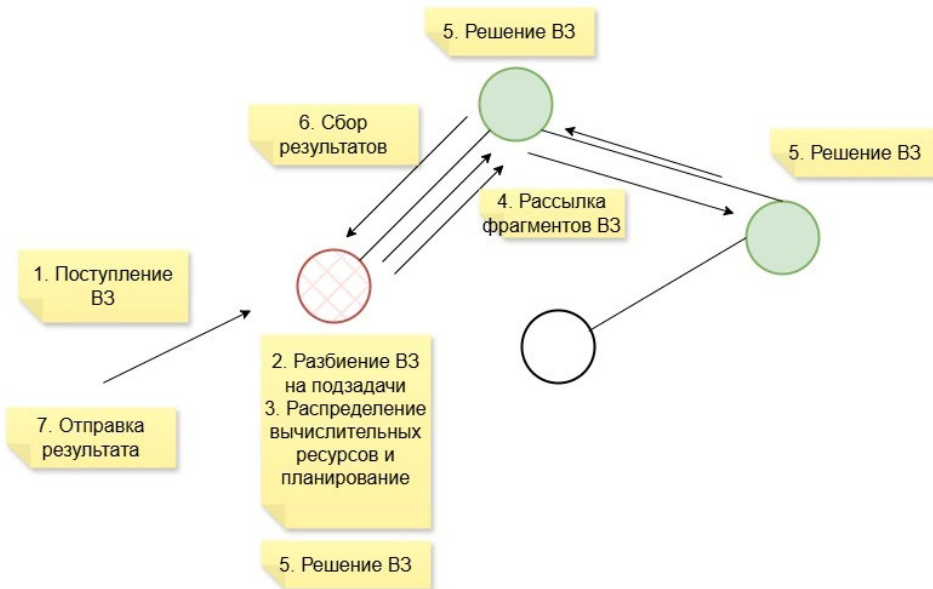 5. Решение ВЗ
6. Сбор
результатов
5. Решение ВЗ
4. Рассылка
фрагментов ВЗ
1. Поступление
ВЗ
2. Разбиение ВЗ
на подзадачи
3. Распределение
вычислительных
ресурсов и
планирование
7. Отправка
результата
5. Решение ВЗ